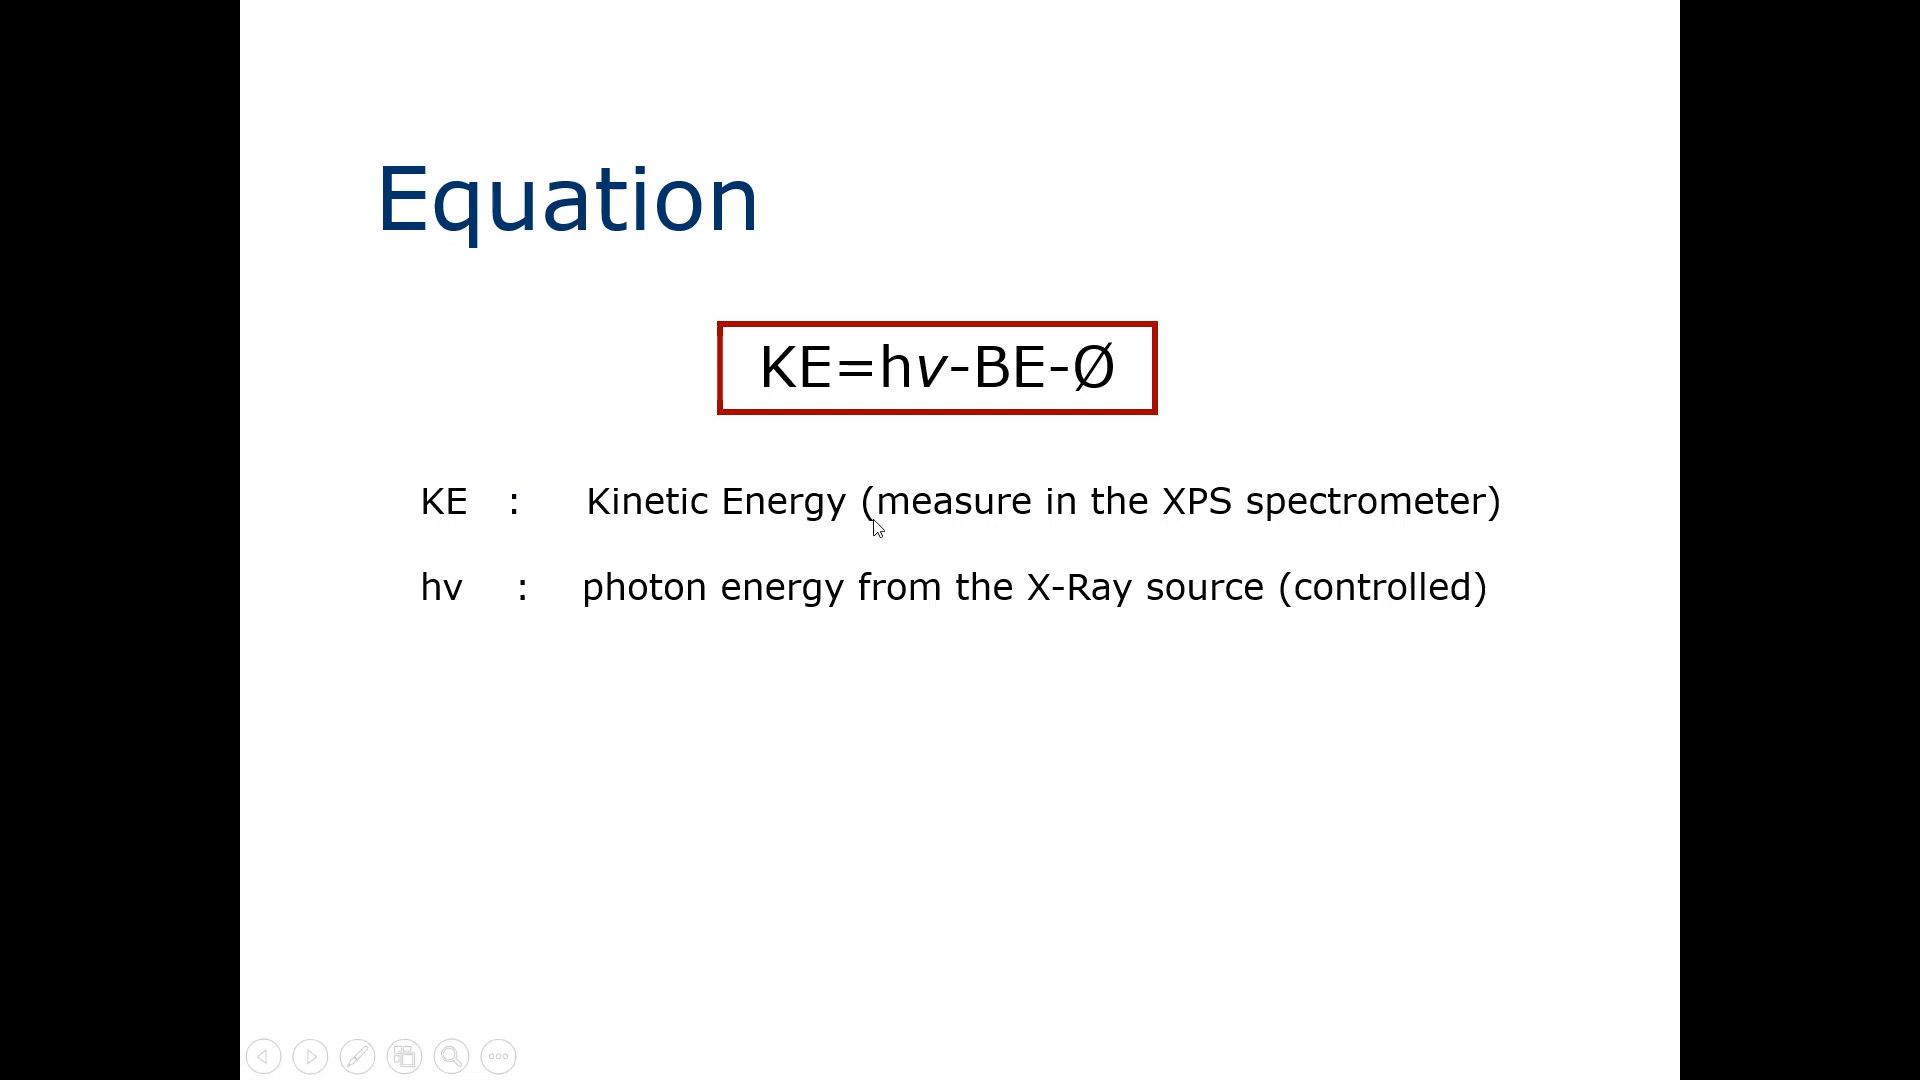 Equation
KE=hv-BE-Ø
KE : Kinetic Energy (measure in the XPS spectrometer)
hv : photon energy from the X-Ray source (controlled)